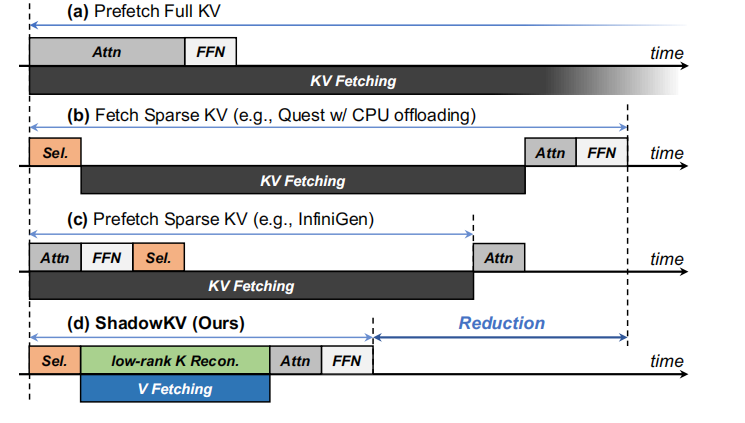 (a) Prefetch Full KV
Attn FFN time
KV Fetching
(b) Fetch Sparse KV (e.g., Quest w/ CPU offloading)
Sel. Attn FFN time
KV Fetching
(c) Prefetch Sparse KV (e.g., InfiniGen)
Attn FFN Sel. Attn time
KV Fetching
(d) ShadowKV (Ours) Reduction
Sel. low-rank K Recon. Attn FFN time
V Fetching